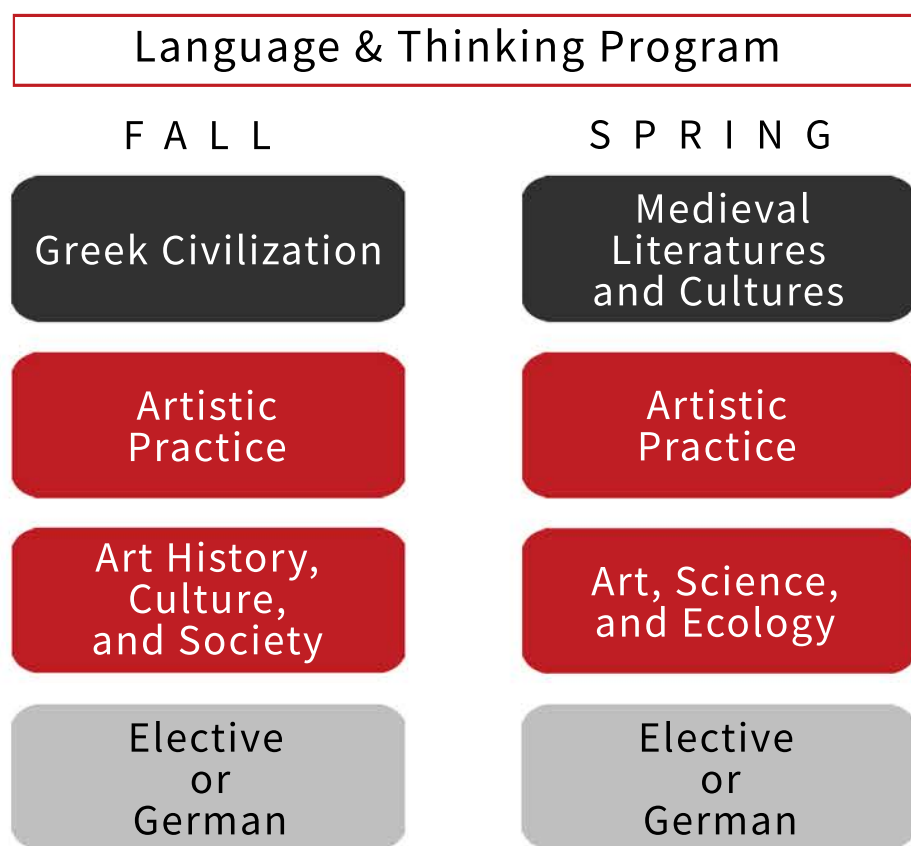 Language & Thinking Program
FALL
SPRING
Greek Civilization
Medieval
Literatures
and Cultures
Artistic
Practice
Artistic
Practice
Art History,
Culture,
and Society
Art, Science,
and Ecology
Elective
or
German
Elective
or
German